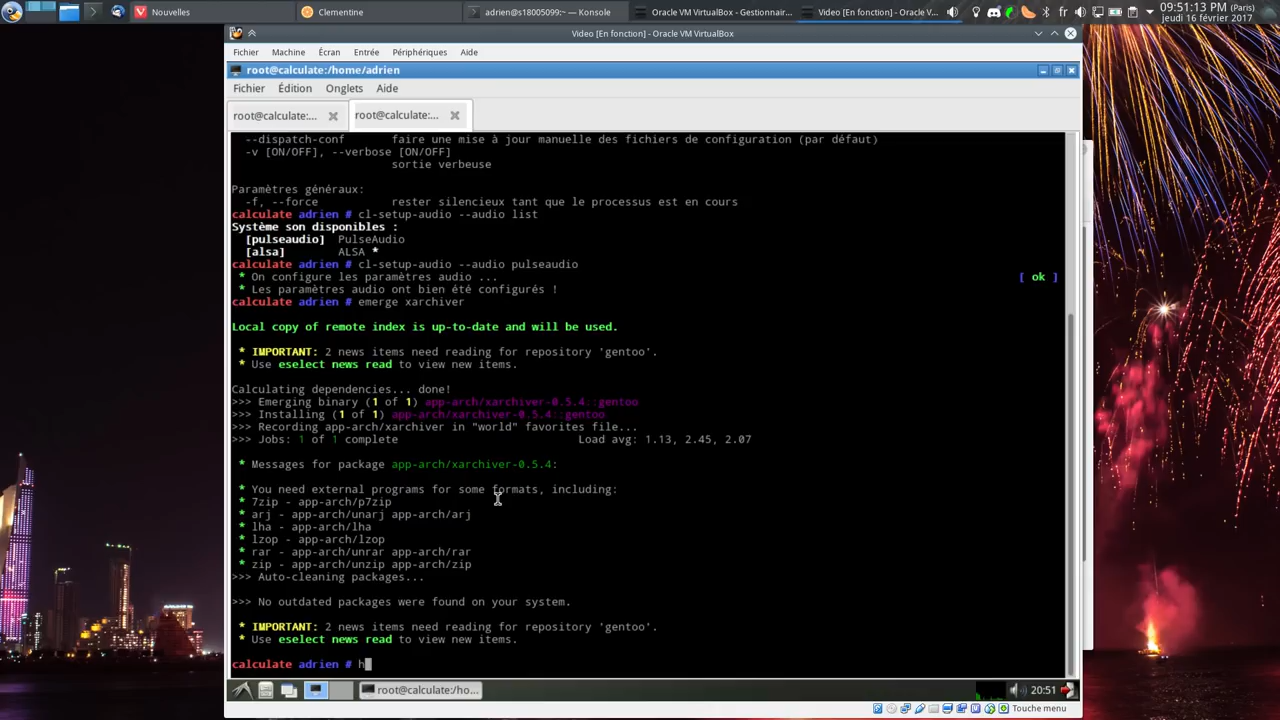 Nouvelles
Clementine
adrien@s18005099:~ — Konsole
Oracle VM VirtualBox - Gestionnair...
Video [En fonction] - Oracle V...
fr
09:51:13 PM (Paris)
jeudi 16 février 2017
Video [En fonction] - Oracle VM VirtualBox
Fichier Machine Écran Entrée Périphériques Aide
root@calculate:/home/adrien
Fichier Édition Onglets Aide
root@calculate:... root@calculate:...
--dispatch-conf faire une mise à jour manuelle des fichiers de configuration (par défaut)
-v [ON/OFF], --verbose [ON/OFF]
sortie verbeuse
Paramètres généraux:
-f, --force rester silencieux tant que le processus est en cours
calculate adrien # cl-setup-audio --audio list
Système son disponibles :
[pulseaudio] PulseAudio
[alsa] ALSA *
calculate adrien # cl-setup-audio --audio pulseaudio
* On configure les paramètres audio ... [ ok ]
* Les paramètres audio ont bien été configurés !
calculate adrien # emerge xarchiver
Local copy of remote index is up-to-date and will be used.
* IMPORTANT: 2 news items need reading for repository 'gentoo'.
* Use eselect news read to view new items.
Calculating dependencies... done!
>>> Emerging binary (1 of 1) app-arch/xarchiver-0.5.4::gentoo
>>> Installing (1 of 1) app-arch/xarchiver-0.5.4::gentoo
>>> Recording app-arch/xarchiver in "world" favorites file...
>>> Jobs: 1 of 1 complete Load avg: 1.13, 2.45, 2.07
* Messages for package app-arch/xarchiver-0.5.4:
* You need external programs for some formats, including:
* 7zip - app-arch/p7zip
* arj - app-arch/unarj app-arch/arj
* lha - app-arch/lha
* lzop - app-arch/lzop
* rar - app-arch/unrar app-arch/rar
* zip - app-arch/unzip app-arch/zip
>>> Auto-cleaning packages...
>>> No outdated packages were found on your system.
* IMPORTANT: 2 news items need reading for repository 'gentoo'.
* Use eselect news read to view new items.
calculate adrien # h
root@calculate:/ho...
20:51
Touche menu